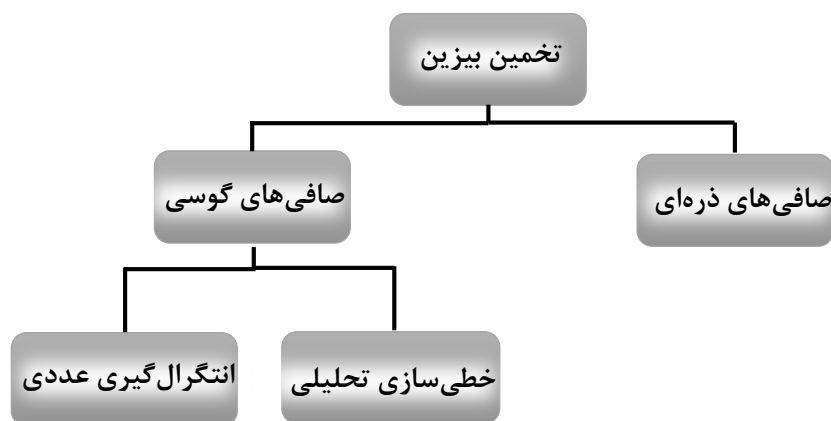 تخمین بیزین
صافی‌های ذره‌ای
صافی‌های گوسی
خطی‌سازی تحلیلی
انتگرال‌گیری عددی